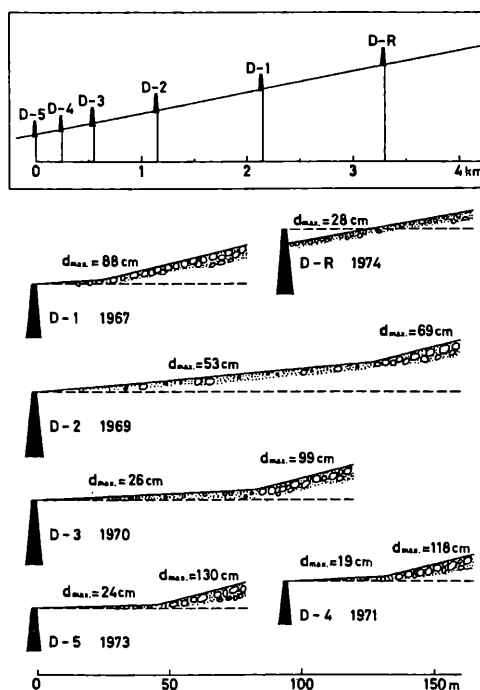 D-R
D-1
D-2
D-3
D-4
D-5
0 1 2 3 4 km
dmax.= 28 cm
D-R 1974
dmax.= 88 cm
D-1 1967
dmax.= 69 cm
dmax.= 53 cm
D-2 1969
dmax.= 99 cm
dmax.= 26 cm
D-3 1970
dmax.= 130 cm
dmax.= 24 cm
D-5 1973
dmax.= 118 cm
dmax.= 19 cm
D-4 1971
0 50 100 150 m